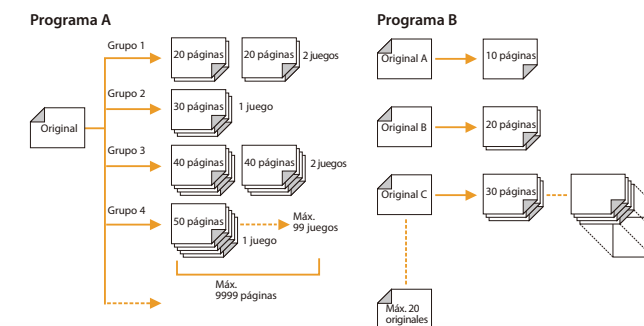 Programa A
Programa B
Grupo 1
20 páginas
20 páginas
2 juegos
Grupo 2
30 páginas
1 juego
Original
Grupo 3
40 páginas
40 páginas
2 juegos
Grupo 4
50 páginas
1 juego
Máx.
99 juegos
Máx.
9999 páginas
Original A
10 páginas
Original B
20 páginas
Original C
30 páginas
Máx. 20
originales